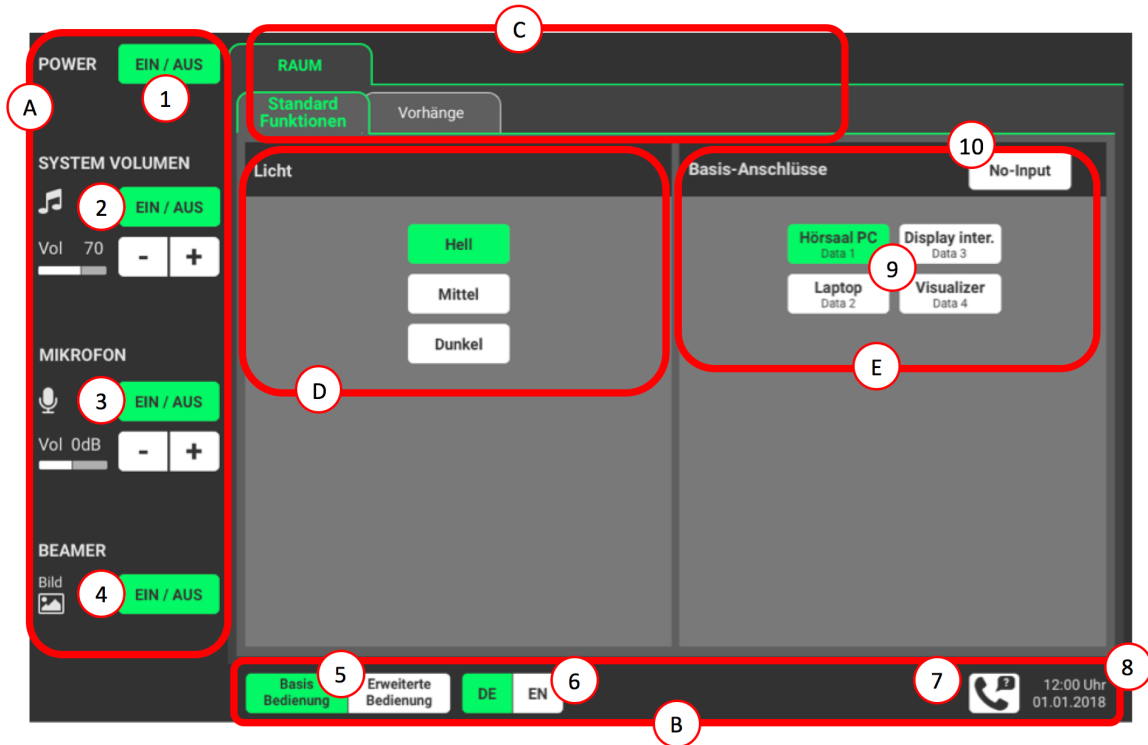 C
A
POWER
EIN / AUS
1
RAUM
Standard
Funktionen
Vorhänge
SYSTEM VOLUMEN
2
EIN / AUS
Vol 70
- +
MIKROFON
3
EIN / AUS
Vol 0dB
- +
BEAMER
Bild
4
EIN / AUS
Licht
Hell
Mittel
Dunkel
D
10
Basis-Anschlüsse
No-Input
Hörsaal PC
Data 1
Display inter.
Data 3
9
Laptop
Data 2
Visualizer
Data 4
E
Basis
Bedienung
5
Erweiterte
Bedienung
DE
EN
6
B
7
?
8
12:00 Uhr
01.01.2018